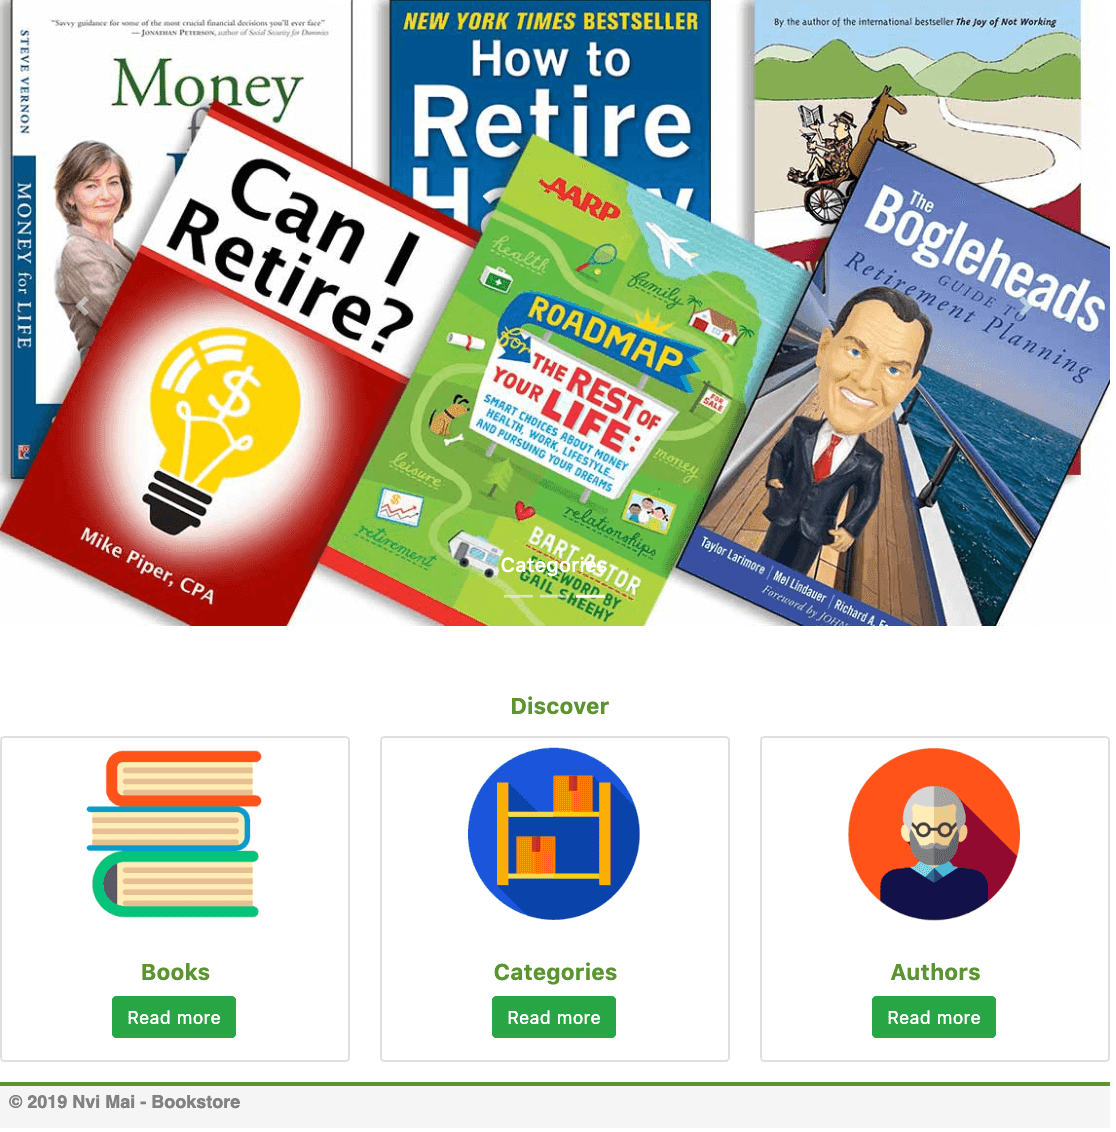 "Savvy guidance for some of the most crucial financial decisions you'll ever face"
— JONATHAN PETERSON, author of Social Security for Dummies
STEVE VERNON
MONEY for LIFE
Money
NEW YORK TIMES BESTSELLER
How to
Retire
By the author of the international bestseller The Joy of Not Working
Can I
Retire?
$
Mike Piper, CPA
AARP
health
family
ROADMAP
for
THE REST OF
YOUR LIFE:
SMART CHOICES ABOUT MONEY
HEALTH, WORK, LIFESTYLE...
AND PURSUING YOUR DREAMS
FOR
SALE
money
leisure
$
relationships
retirement
FOREWORD BY
GAIL SHEEHY
The
Bogleheads
GUIDE TO
Retirement Planning
Taylor Larimore | Mel Lindauer | Richard A.
Foreword by JOHN
Categories
Discover
Books
Read more
Categories
Read more
Authors
Read more
© 2019 Nvi Mai - Bookstore